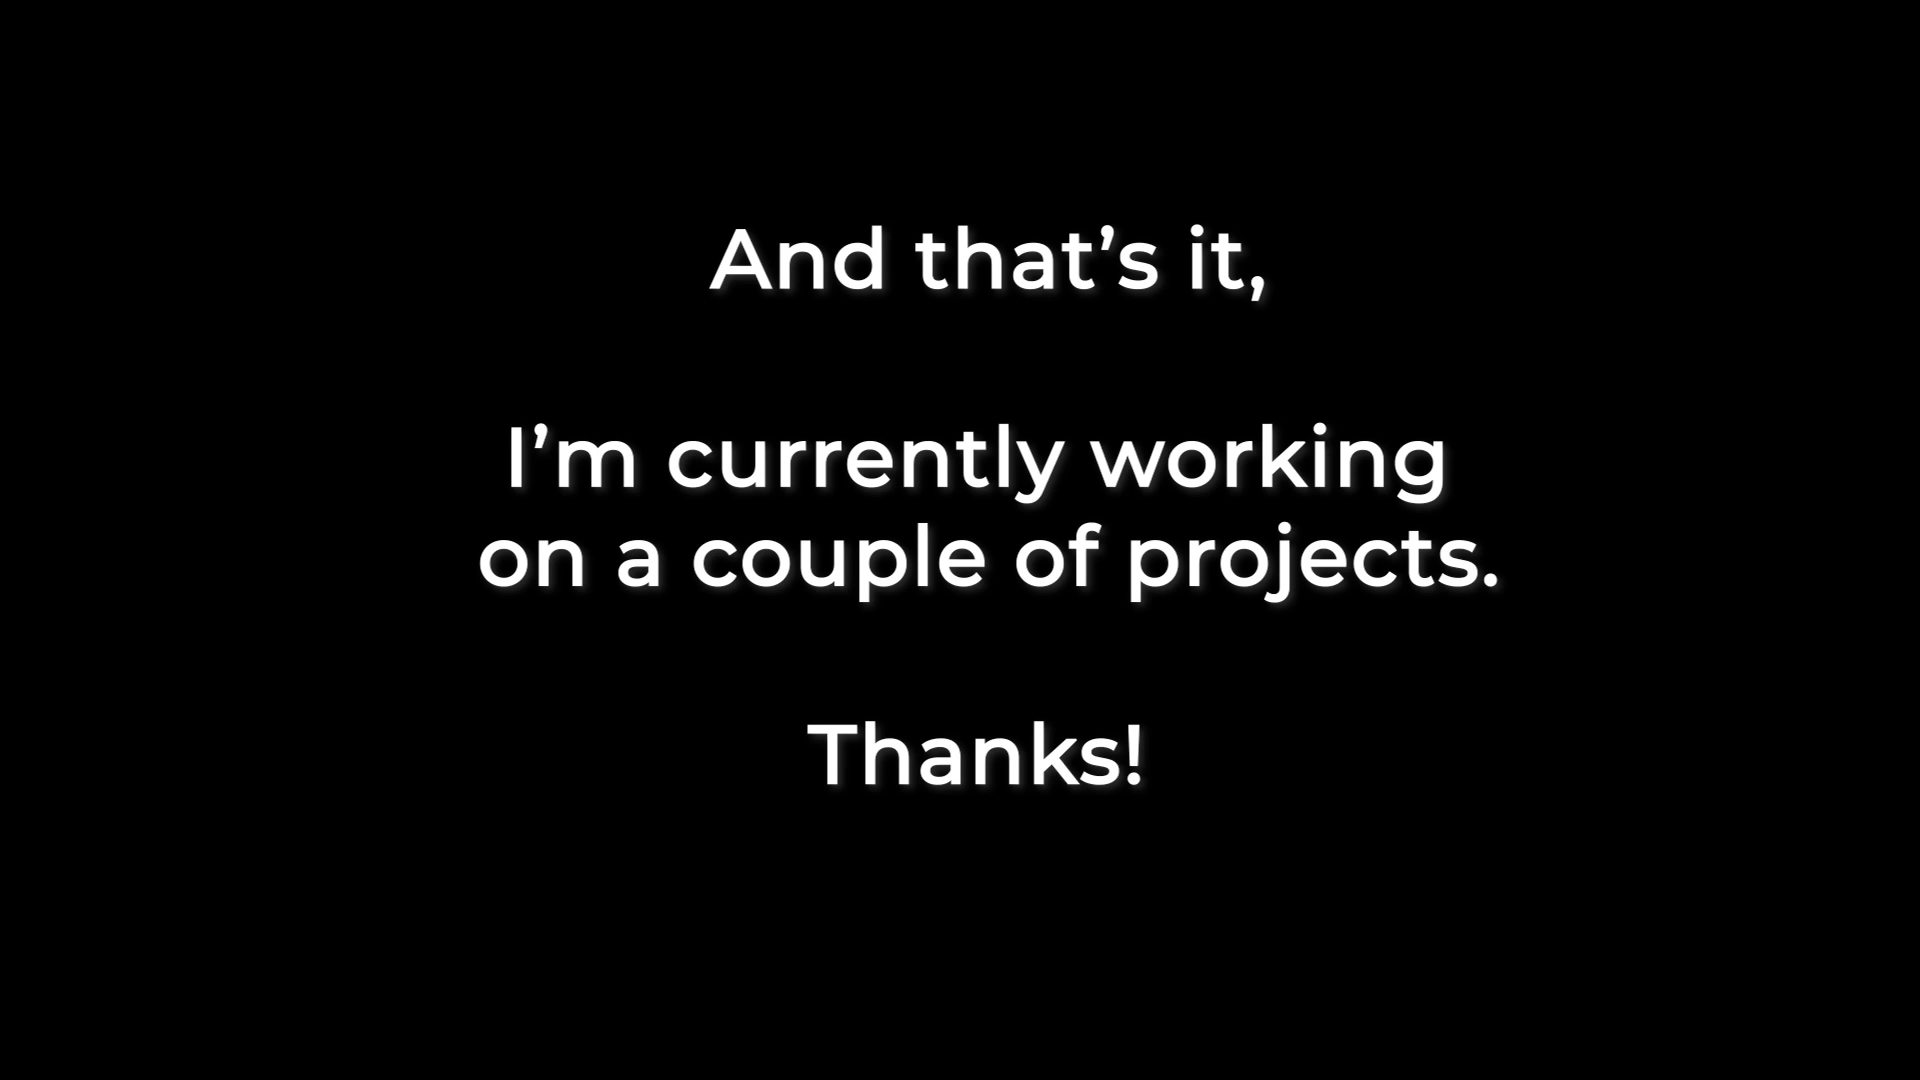 And that’s it,
I’m currently working
on a couple of projects.
Thanks!